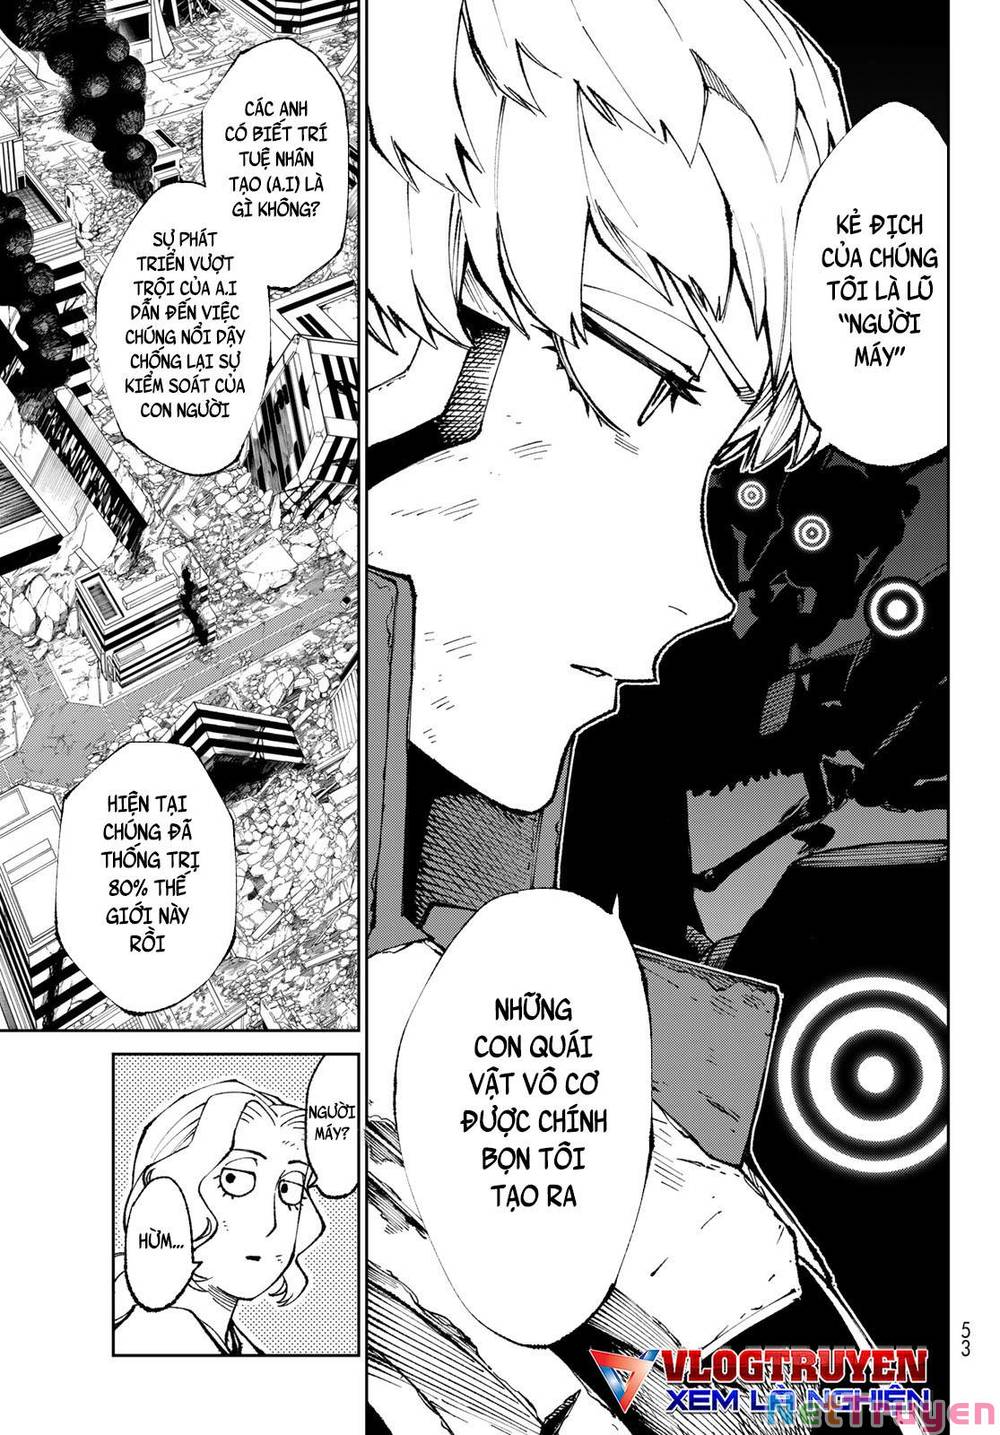 KẺ ĐỊCH
CỦA CHÚNG
TÔI LÀ LŨ
“NGƯỜI
MÁY”
NHỮNG
CON QUÁI
VẬT VÔ CƠ
ĐƯỢC CHÍNH
BỌN TÔI
TẠO RA
CÁC ANH
CÓ BIẾT TRÍ
TUỆ NHÂN
TẠO (A.I) LÀ
GÌ KHÔNG?
SỰ PHÁT
TRIỂN VƯỢT
TRỘI CỦA A.I
DẪN ĐẾN VIỆC
CHÚNG NỔI DẬY
CHỐNG LẠI SỰ
KIỂM SOÁT CỦA
CON NGƯỜI
HIỆN TẠI
CHÚNG ĐÃ
THỐNG TRỊ
80% THẾ
GIỚI NÀY
RỒI
NGƯỜI
MÁY?
HỪM...
53
VLOGTRUYEN
XEM LÀ NGHIỀN
NetTruyen